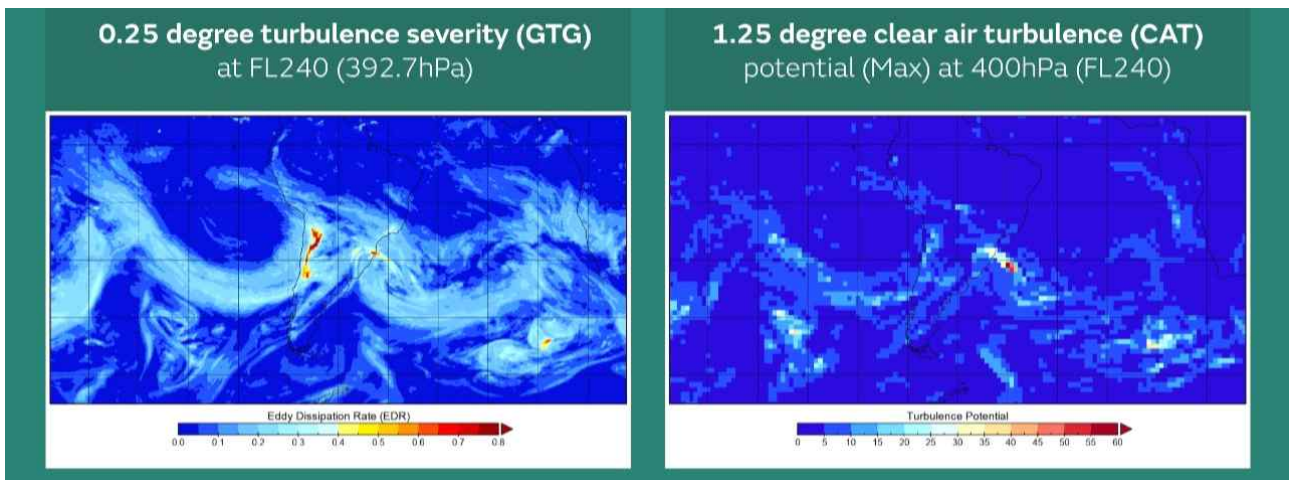 0.25 degree turbulence severity (GTG)
at FL240 (392.7hPa)
Eddy Dissipation Rate (EDR)
0.0 0.1 0.2 0.3 0.4 0.5 0.6 0.7 0.8
1.25 degree clear air turbulence (CAT)
potential (Max) at 400hPa (FL240)
Turbulence Potential
0 5 10 15 20 25 30 35 40 45 50 55 60